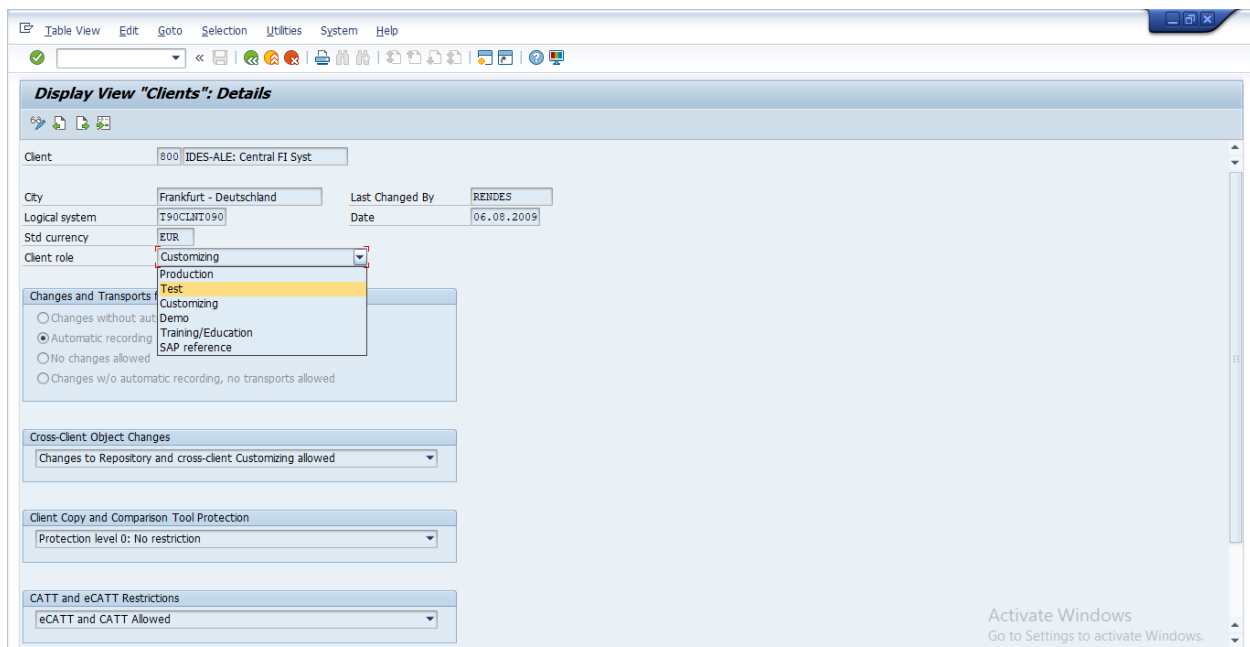 Table View Edit Goto Selection Utilities System Help
Display View "Clients": Details
Client 800 IDES-ALE: Central FI Syst
City Frankfurt - Deutschland Last Changed By RENDES
Logical system T90CLNT090 Date 06.08.2009
Std currency EUR
Client role Customizing
Production
Test
Customizing
Demo
Training/Education
SAP reference
Changes and Transports f
Changes without aut
Automatic recording
No changes allowed
Changes w/o automatic recording, no transports allowed
Cross-Client Object Changes
Changes to Repository and cross-client Customizing allowed
Client Copy and Comparison Tool Protection
Protection level 0: No restriction
CATT and eCATT Restrictions
eCATT and CATT Allowed
Activate Windows
Go to Settings to activate Windows.